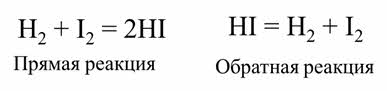 H₂ + I₂ = 2HI
Прямая реакция
HI = H₂ + I₂
Обратная реакция